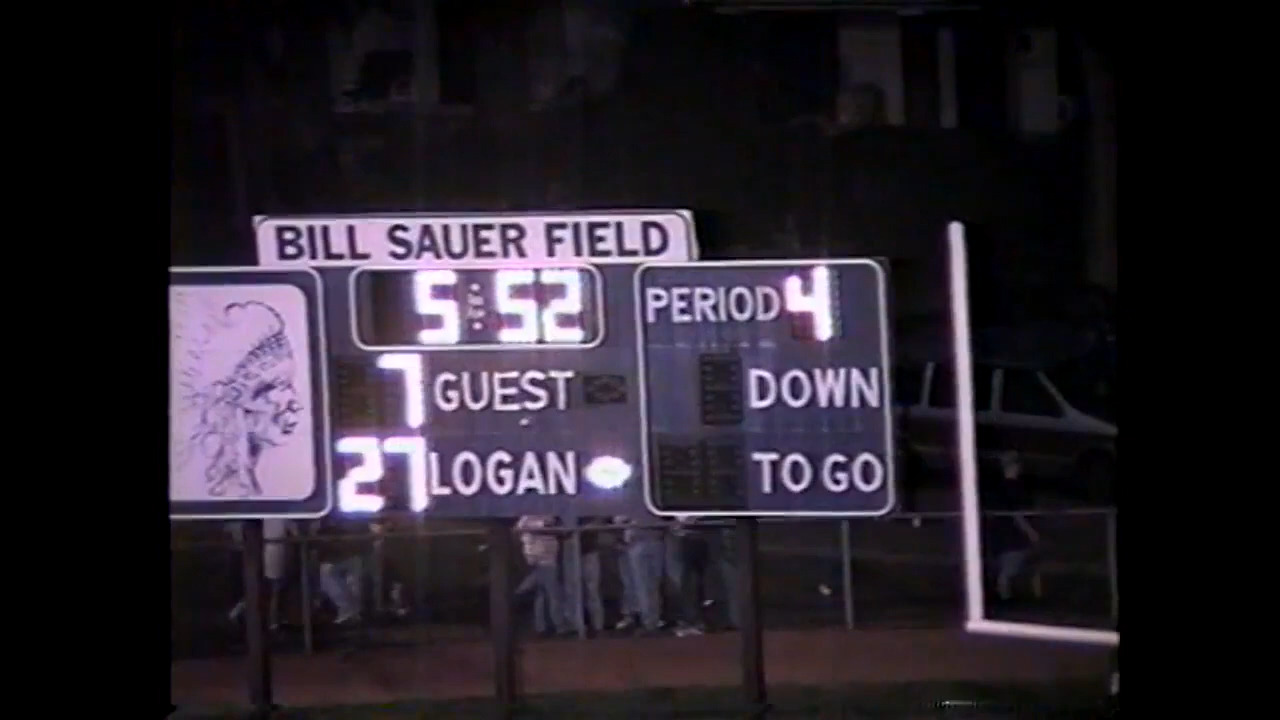 BILL SAUER FIELD
5:52
PERIOD 4
7 GUEST
DOWN
27 LOGAN
TO GO